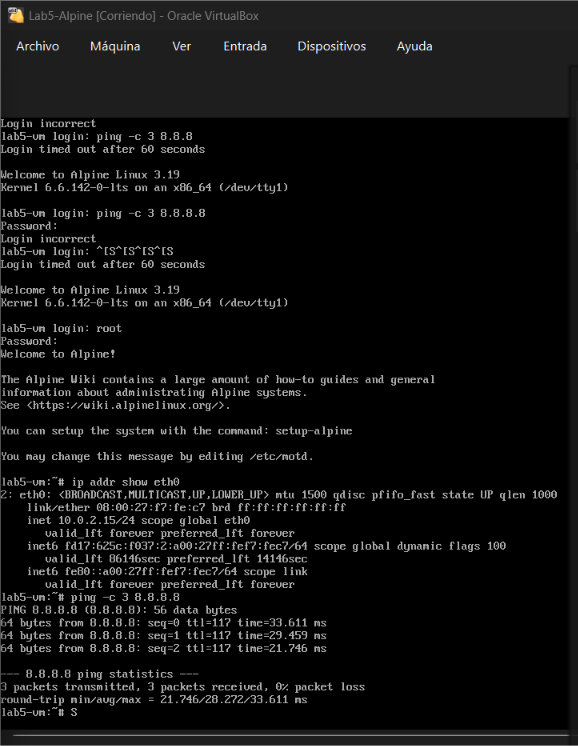 Lab5-Alpine [Corriendo] - Oracle VirtualBox
Archivo Máquina Ver Entrada Dispositivos Ayuda
Login incorrect
lab5-vm login: ping -c 3 8.8.8
Login timed out after 60 seconds
Welcome to Alpine Linux 3.19
Kernel 6.6.142-0-lts on an x86_64 (/dev/tty1)
lab5-vm login: ping -c 3 8.8.8.8
Password:
Login incorrect
lab5-vm login: ^[S^[S^[S^[S
Login timed out after 60 seconds
Welcome to Alpine Linux 3.19
Kernel 6.6.142-0-lts on an x86_64 (/dev/tty1)
lab5-vm login: root
Password:
Welcome to Alpine!
The Alpine Wiki contains a large amount of how-to guides and general
information about administrating Alpine systems.
See <https://wiki.alpinelinux.org/>.
You can setup the system with the command: setup-alpine
You may change this message by editing /etc/motd.
lab5-vm:~# ip addr show eth0
2: eth0: <BROADCAST,MULTICAST,UP,LOWER_UP> mtu 1500 qdisc pfifo_fast state UP qlen 1000
link/ether 08:00:27:f7:fe:c7 brd ff:ff:ff:ff:ff:ff
inet 10.0.2.15/24 scope global eth0
valid_lft forever preferred_lft forever
inet6 fd17:625c:f037:2:a00:27ff:fef7:fec7/64 scope global dynamic flags 100
valid_lft 86146sec preferred_lft 14146sec
inet6 fe80::a00:27ff:fef7:fec7/64 scope link
valid_lft forever preferred_lft forever
lab5-vm:~# ping -c 3 8.8.8.8
PING 8.8.8.8 (8.8.8.8): 56 data bytes
64 bytes from 8.8.8.8: seq=0 ttl=117 time=33.611 ms
64 bytes from 8.8.8.8: seq=1 ttl=117 time=29.459 ms
64 bytes from 8.8.8.8: seq=2 ttl=117 time=21.746 ms
--- 8.8.8.8 ping statistics ---
3 packets transmitted, 3 packets received, 0% packet loss
round-trip min/avg/max = 21.746/28.272/33.611 ms
lab5-vm:~# S